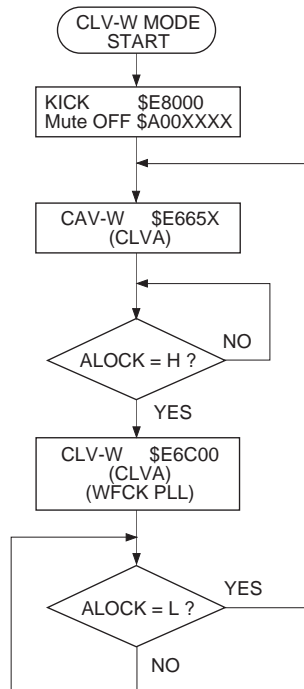 CLV-W MODE
START
KICK $E8000
Mute OFF $A00XXXX
CAV-W $E665X
(CLVA)
ALOCK = H ?
NO
YES
CLV-W $E6C00
(CLVA)
(WFCK PLL)
ALOCK = L ?
YES
NO